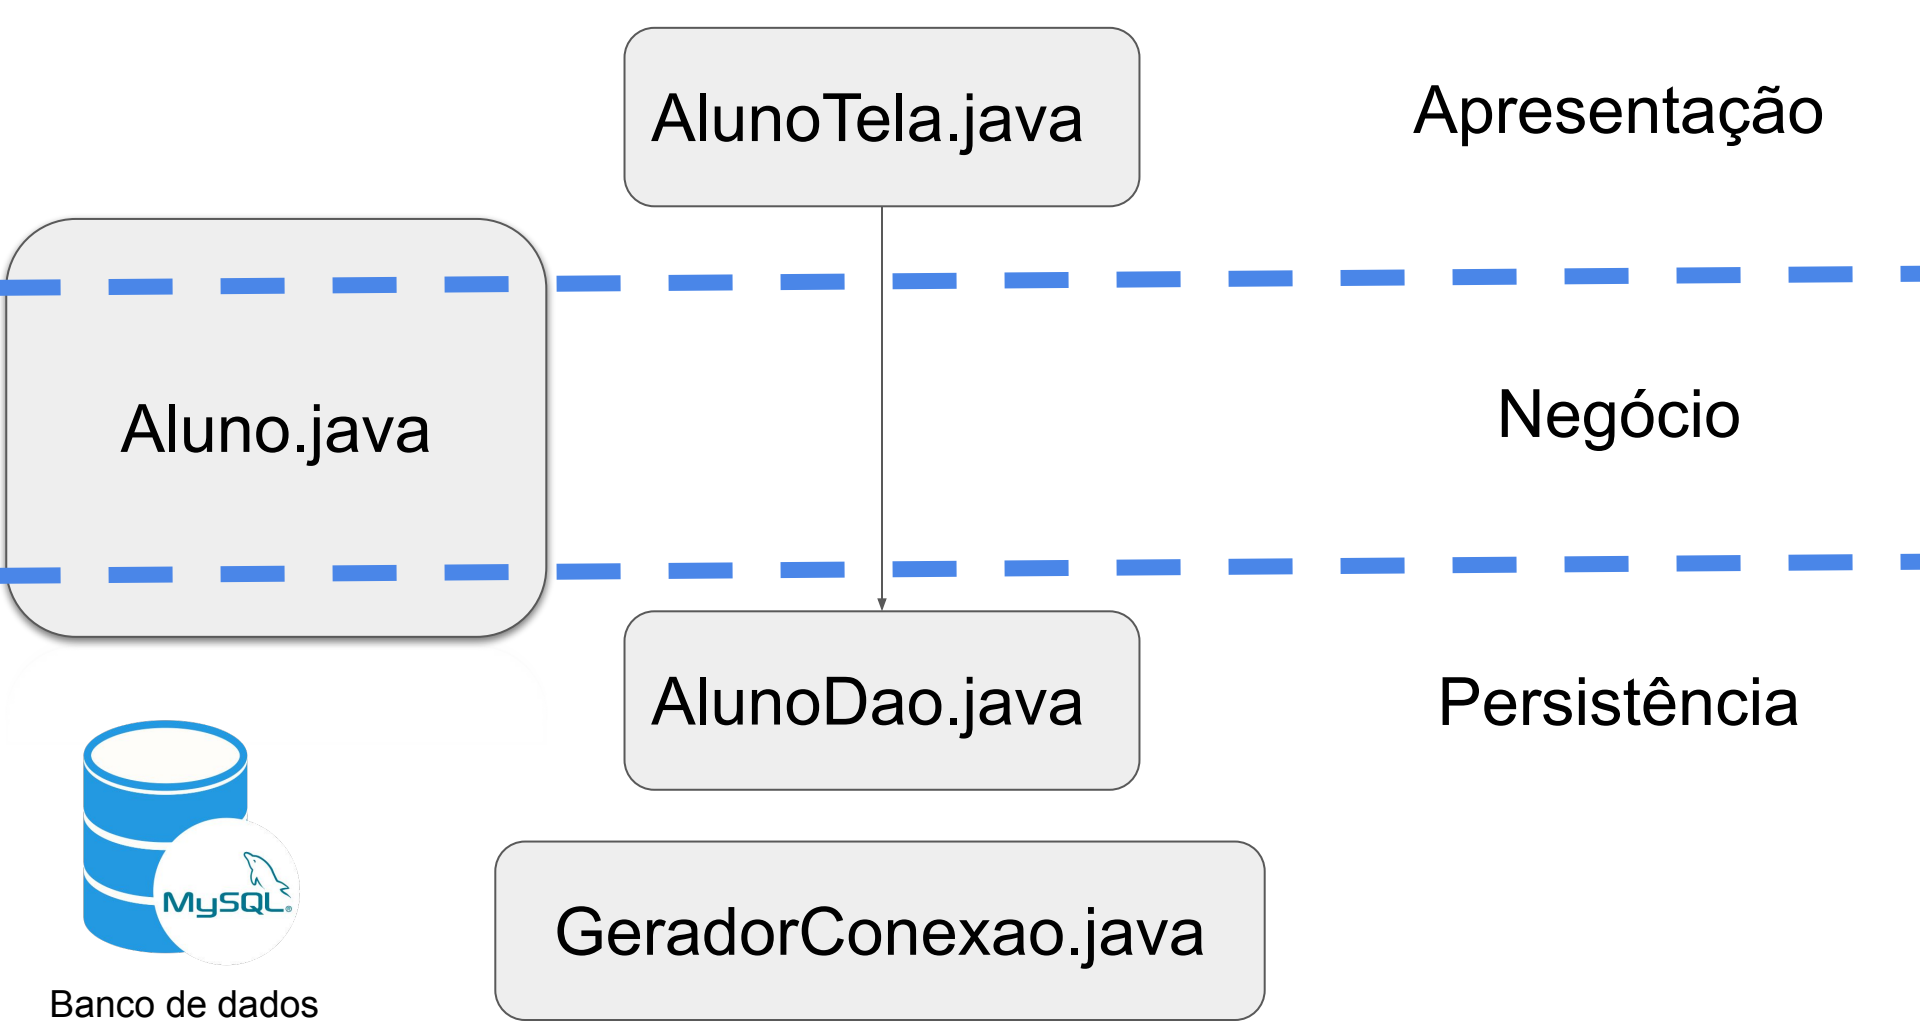 AlunoTela.java
Apresentação
Aluno.java
Negócio
AlunoDao.java
Persistência
MySQL®
GeradorConexao.java
Banco de dados